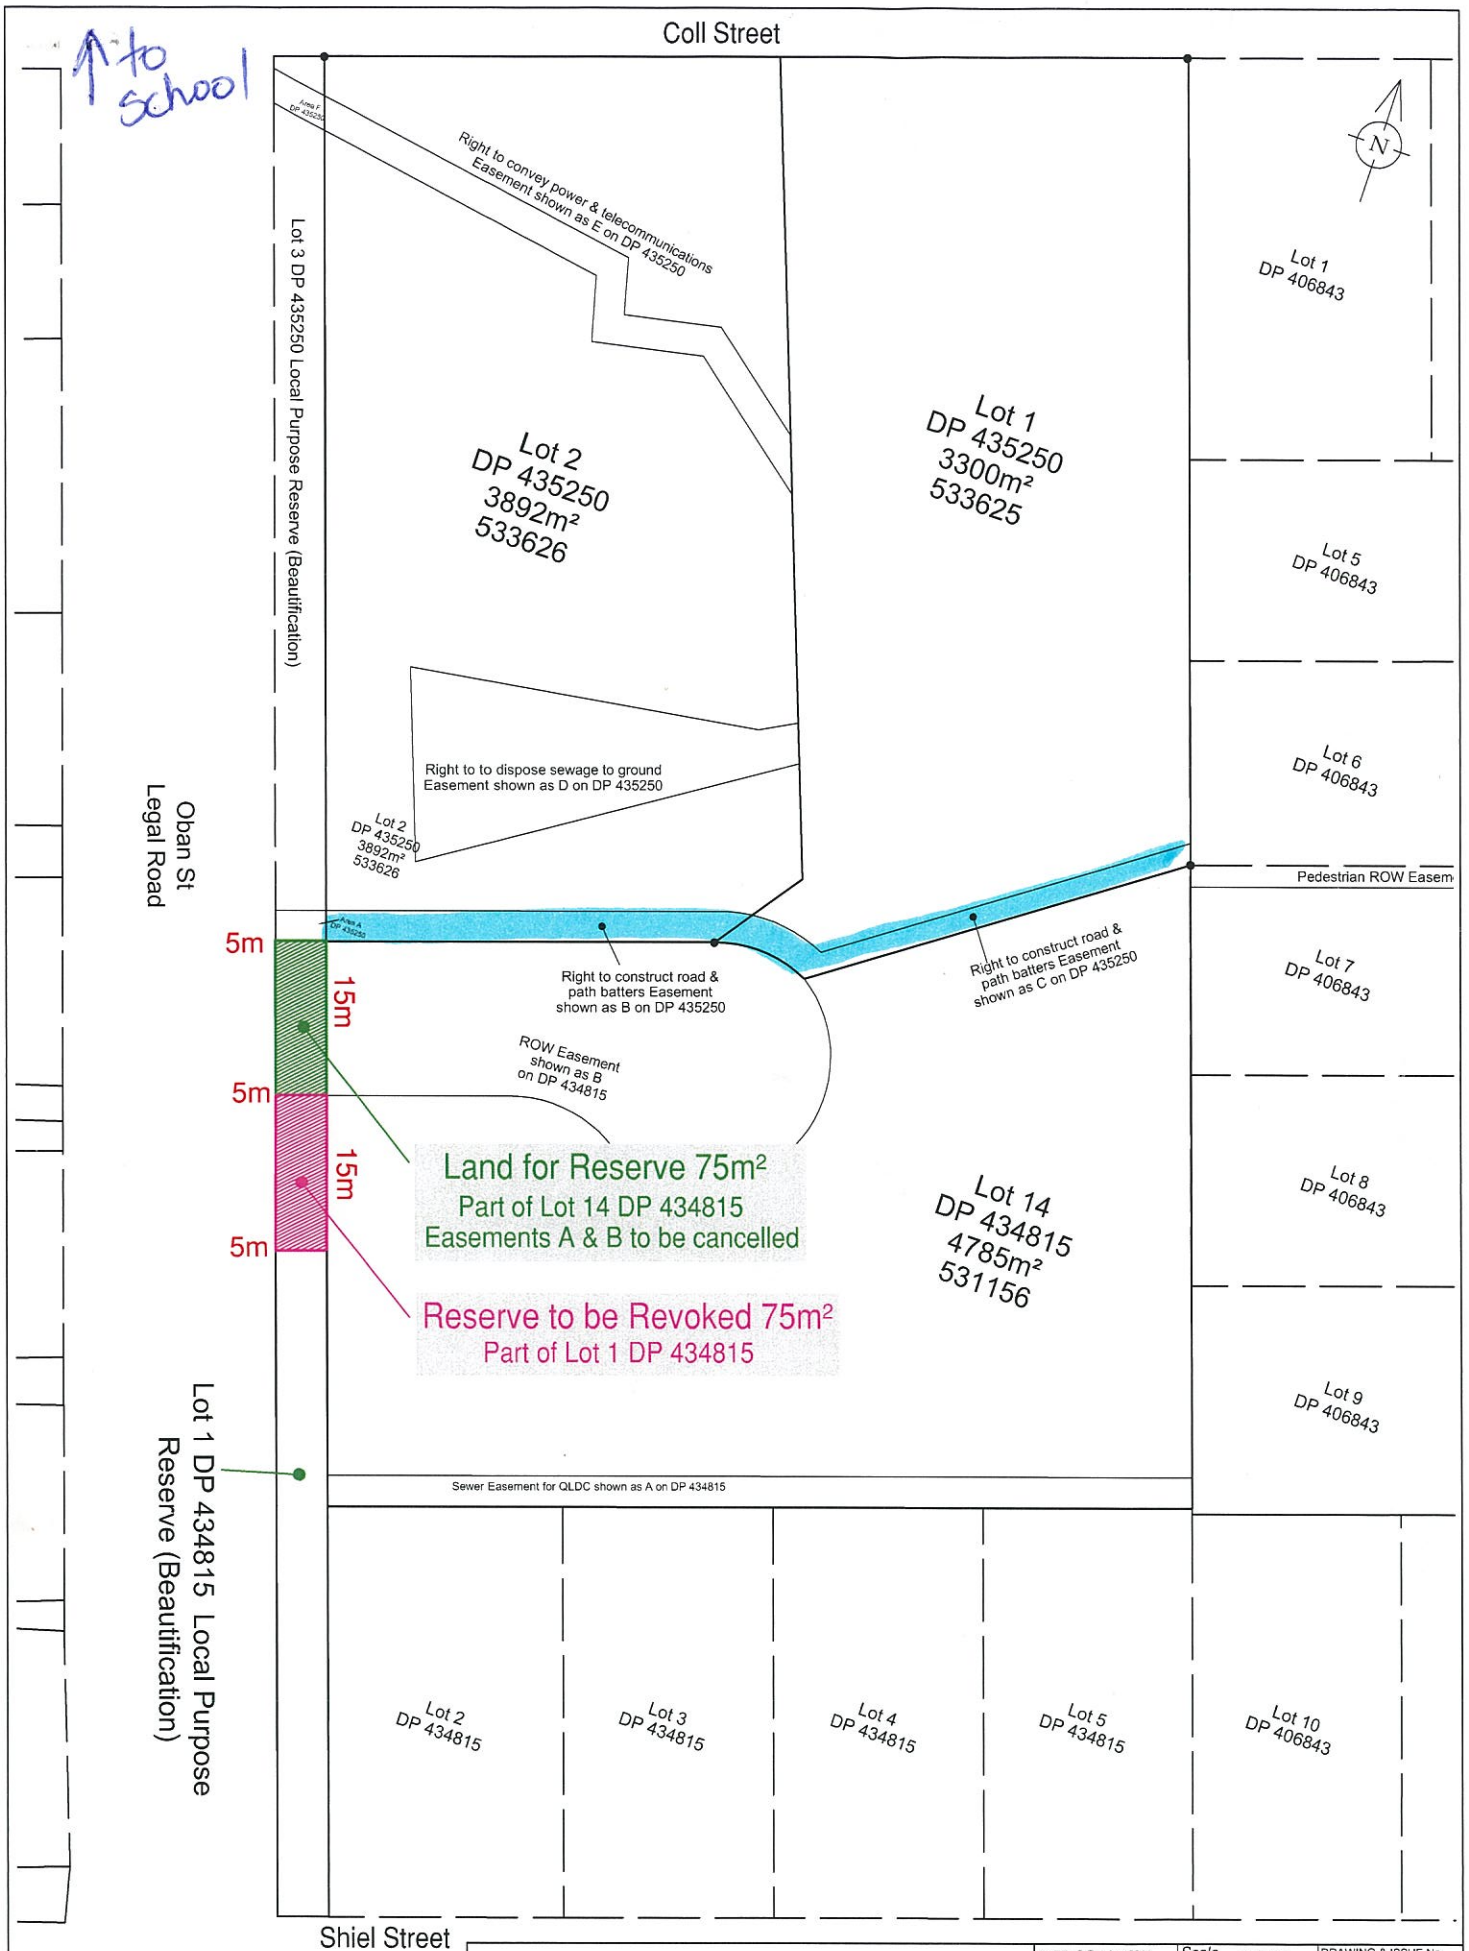 Coll Street
↑ to
school
Area F
DP 435250
Right to convey power & telecommunications
Easement shown as E on DP 435250
N
Lot 1
DP 406843
Lot 3 DP 435250 Local Purpose Reserve (Beautification)
Lot 2
DP 435250
3892m²
533626
Lot 1
DP 435250
3300m²
533625
Lot 5
DP 406843
Lot 6
DP 406843
Right to to dispose sewage to ground
Easement shown as D on DP 435250
Oban St
Legal Road
Lot 2
DP 435250
3892m²
533626
Pedestrian ROW Easem
Area A
DP 435250
5m
15m
Right to construct road &
path batters Easement
shown as B on DP 435250
Right to construct road &
path batters Easement
shown as C on DP 435250
Lot 7
DP 406843
ROW Easement
shown as B
on DP 434815
5m
15m
Land for Reserve 75m²
Part of Lot 14 DP 434815
Easements A & B to be cancelled
Lot 14
DP 434815
4785m²
531156
Lot 8
DP 406843
5m
Reserve to be Revoked 75m²
Part of Lot 1 DP 434815
Lot 9
DP 406843
Lot 1 DP 434815 Local Purpose
Reserve (Beautification)
Sewer Easement for QLDC shown as A on DP 434815
Lot 2
DP 434815
Lot 3
DP 434815
Lot 4
DP 434815
Lot 5
DP 434815
Lot 10
DP 406843
Shiel Street
Scale